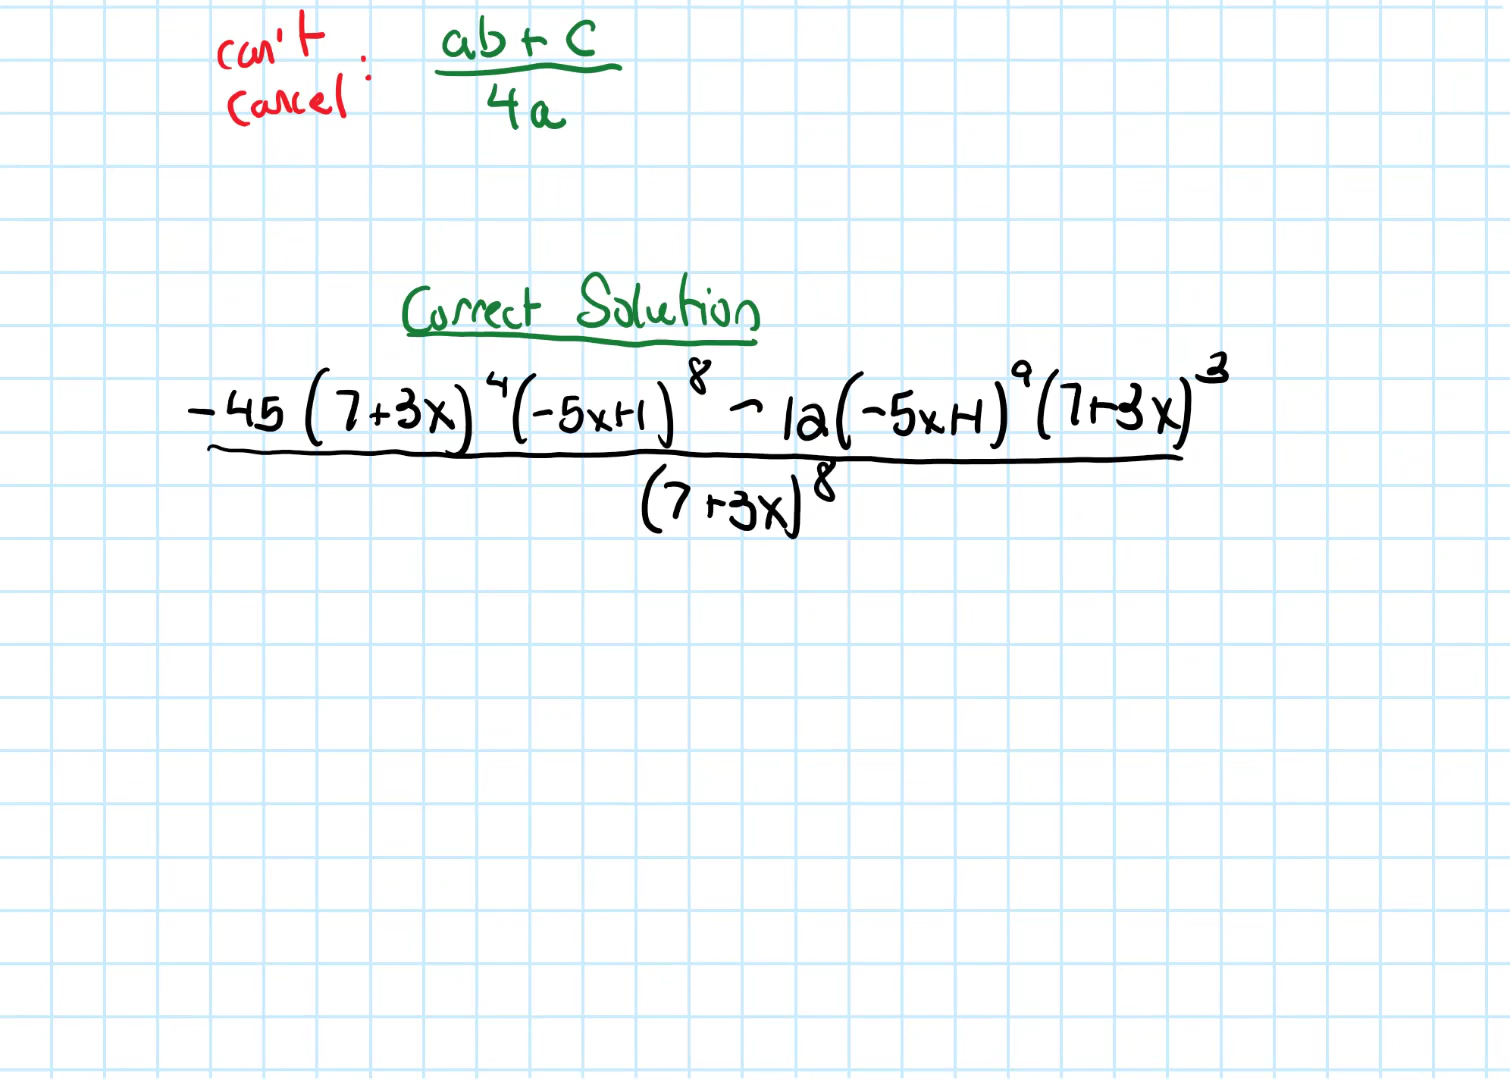 can't cancel: ab + c / 4a
Correct Solution
-45(7+3x)^4(-5x+1)^8 - 12(-5x+1)^9(7+3x)^3
(7+3x)^8